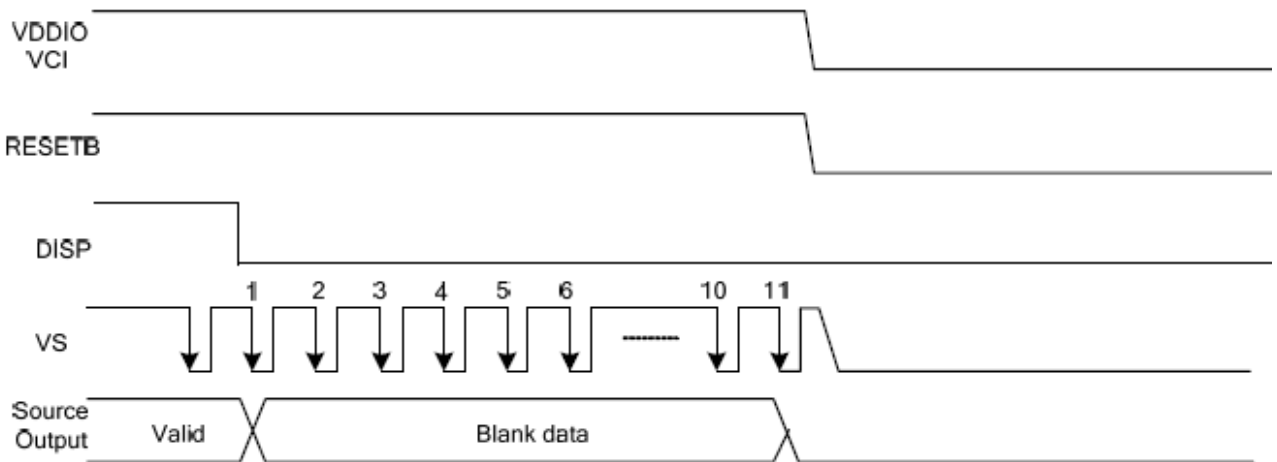 VDDIO
VCI
RESETB
DISP
1 2 3 4 5 6 10 11
VS
Source
Output
Valid
Blank data